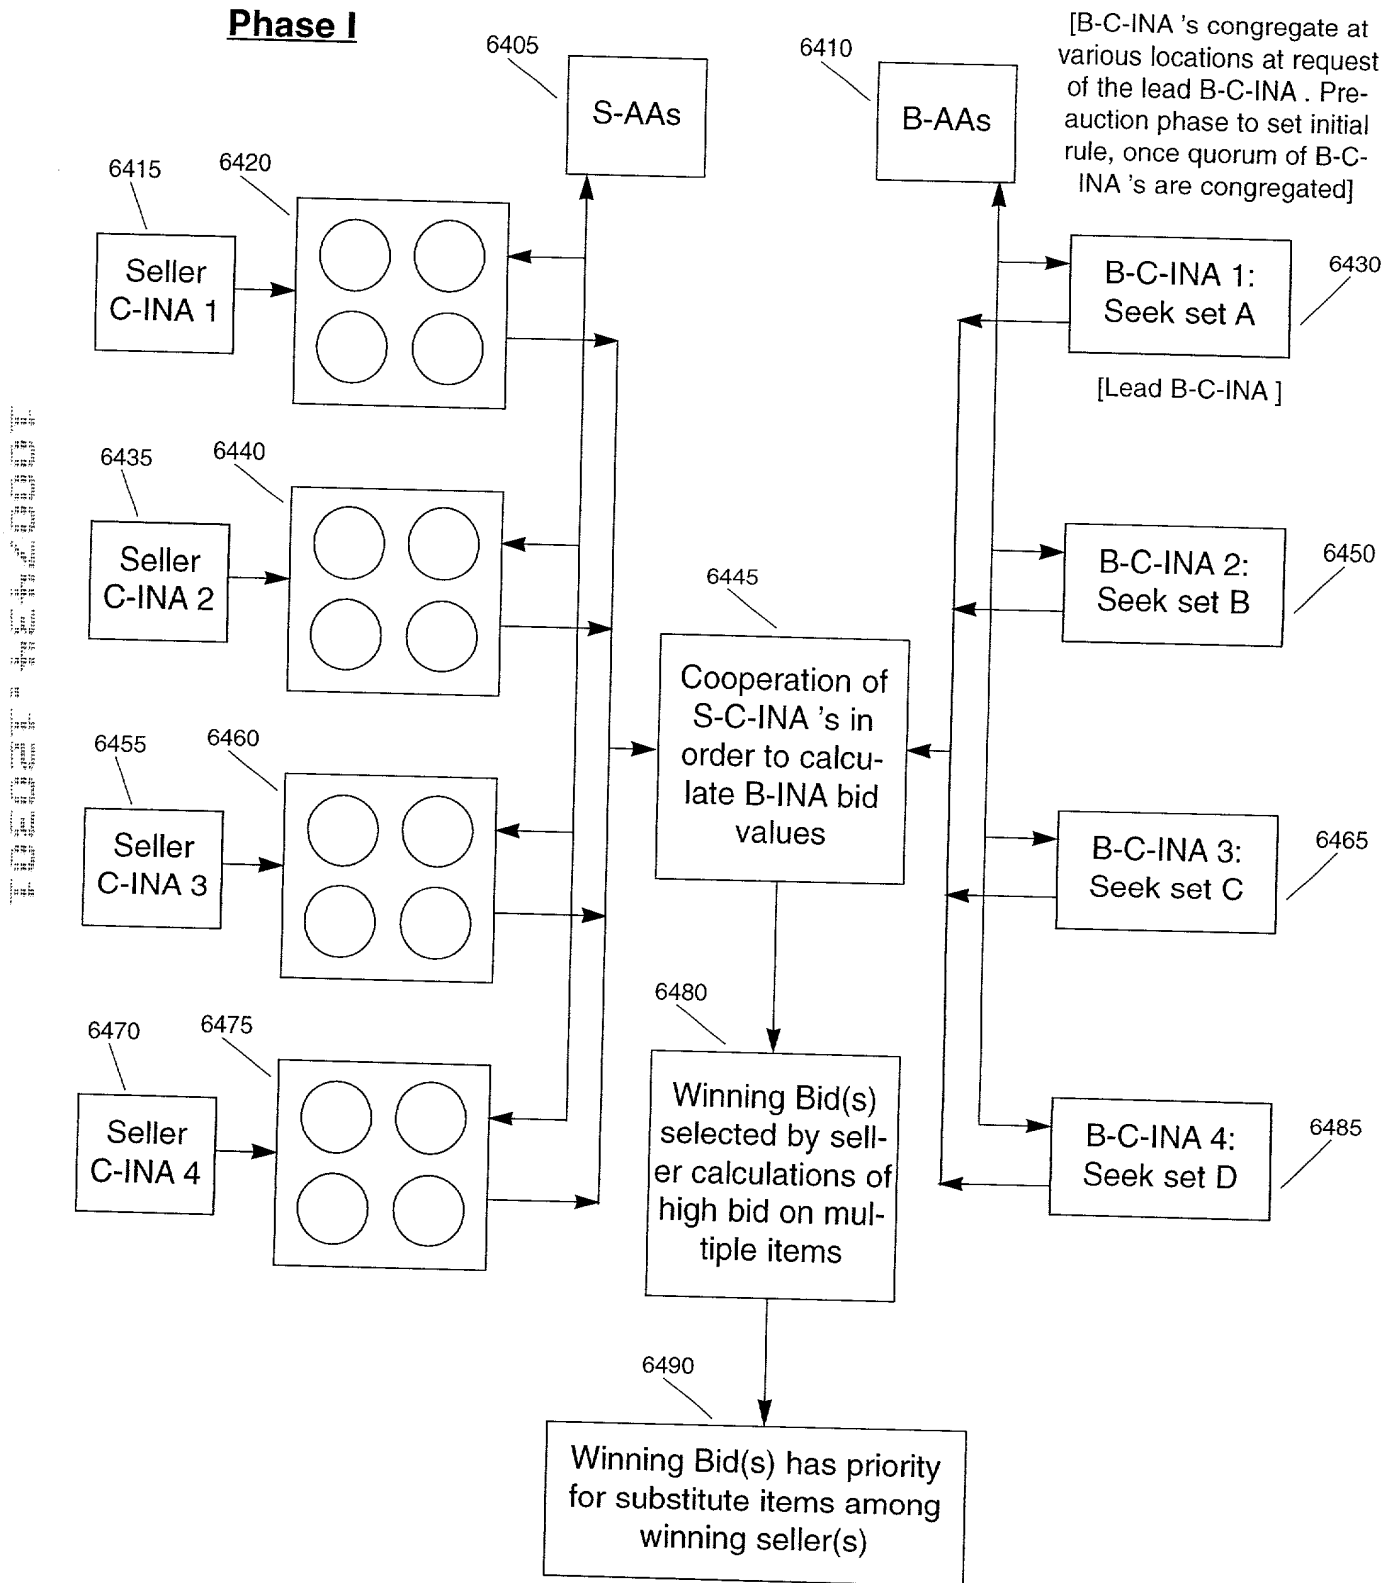 Phase I
6405
S-AAs
6410
B-AAs
[B-C-INA 's congregate at
various locations at request
of the lead B-C-INA . Pre-
auction phase to set initial
rule, once quorum of B-C-
INA 's are congregated]
6415
Seller
C-INA 1
6420
B-C-INA 1:
Seek set A
6430
[Lead B-C-INA ]
6435
Seller
C-INA 2
6440
B-C-INA 2:
Seek set B
6450
6445
Cooperation of
S-C-INA 's in
order to calcu-
late B-INA bid
values
6455
Seller
C-INA 3
6460
B-C-INA 3:
Seek set C
6465
6470
Seller
C-INA 4
6475
6480
Winning Bid(s)
selected by sell-
er calculations of
high bid on mul-
tiple items
B-C-INA 4:
Seek set D
6485
6490
Winning Bid(s) has priority
for substitute items among
winning seller(s)
10087434.120301